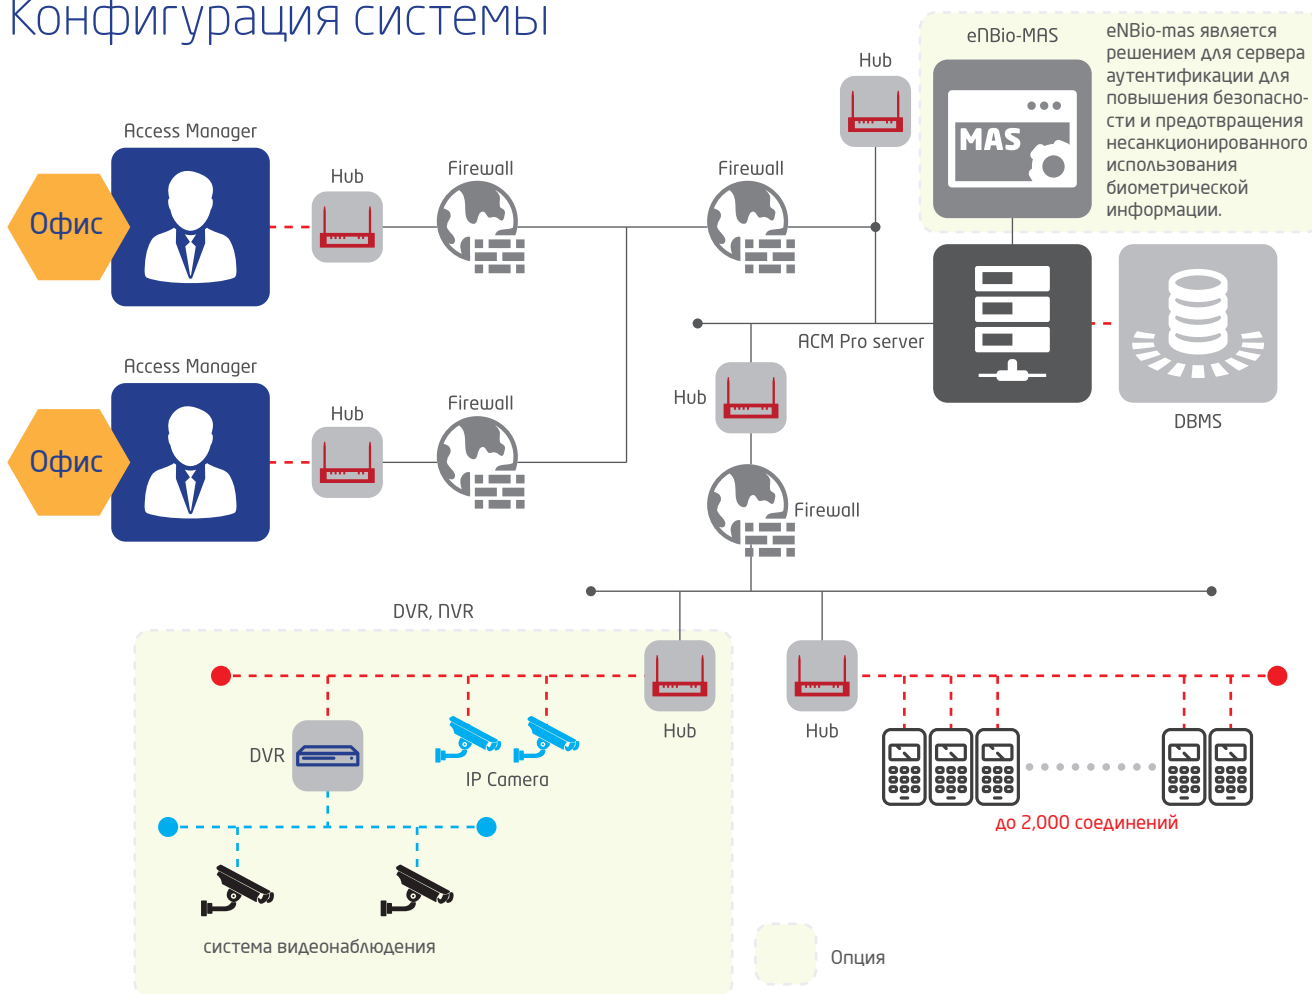 Конфигурация системы
eNBio-MAS
eNBio-mas является
решением для сервера
аутентификации для
повышения безопасно-
сти и предотвращения
несанкционированного
использования
биометрической
информации.
MAS
Hub
Access Manager
Офис
Hub
Firewall
Firewall
ACM Pro server
DBMS
Access Manager
Офис
Hub
Firewall
Hub
Firewall
DVR, NVR
Hub
Hub
DVR
IP Camera
до 2,000 соединений
система видеонаблюдения
Опция